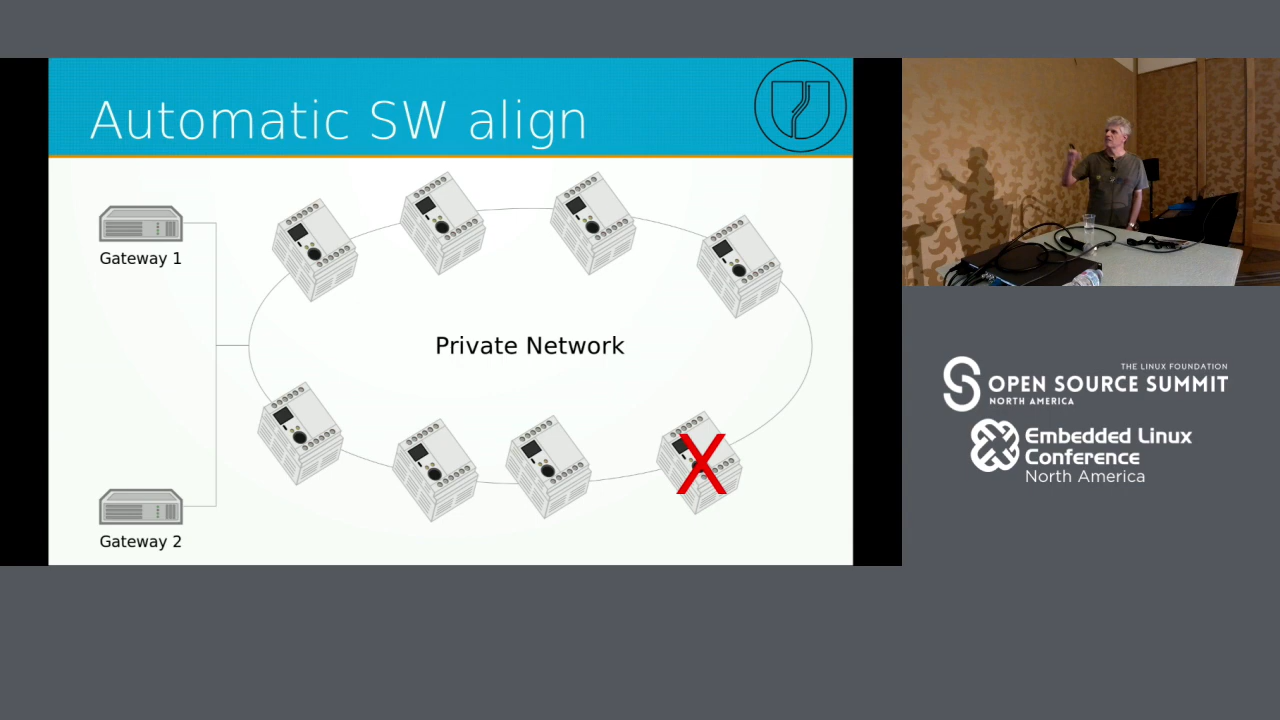 Automatic SW align
Gateway 1
Private Network
X
Gateway 2
THE LINUX FOUNDATION
OPEN SOURCE SUMMIT
NORTH AMERICA
Embedded Linux
Conference
North America